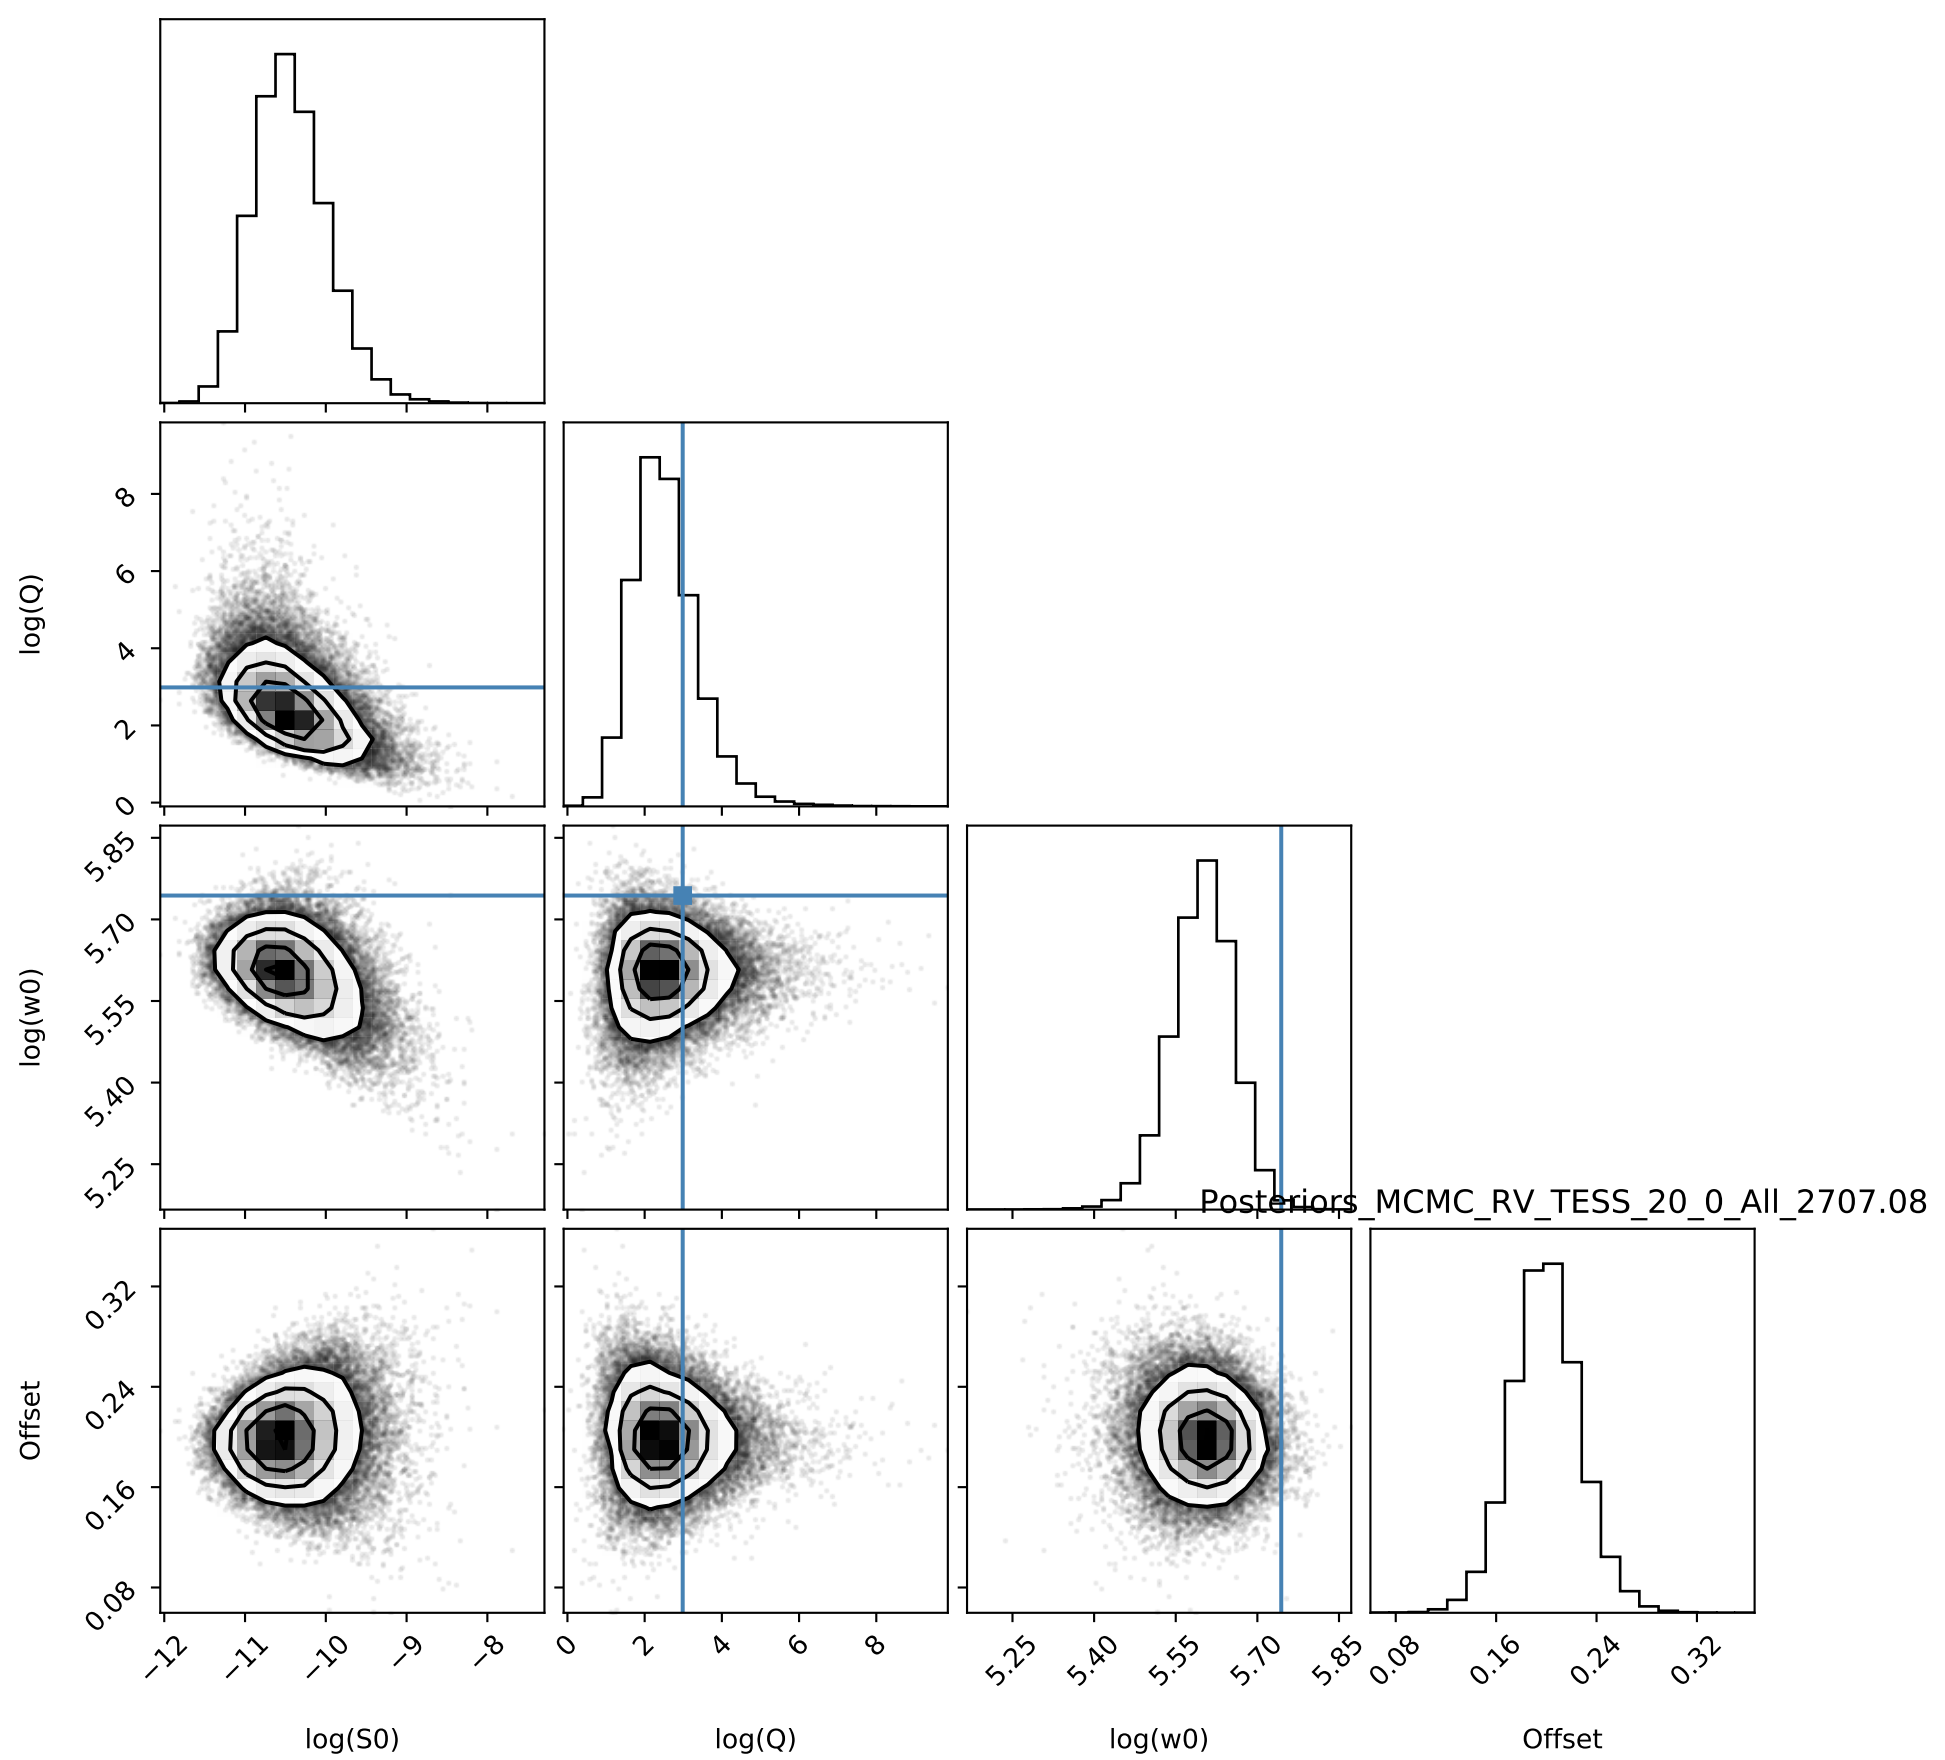 log(Q)
8
6
4
2
0
log(w0)
5.85
5.70
5.55
5.40
5.25
Posteriors_MCMC_RV_TESS_20_0_All_2707.08
Offset
0.32
0.24
0.16
0.08
−12 −11 −10 −9 −8
0 2 4 6 8
5.25 5.40 5.55 5.70 5.85
0.08 0.16 0.24 0.32
log(S0) log(Q) log(w0) Offset